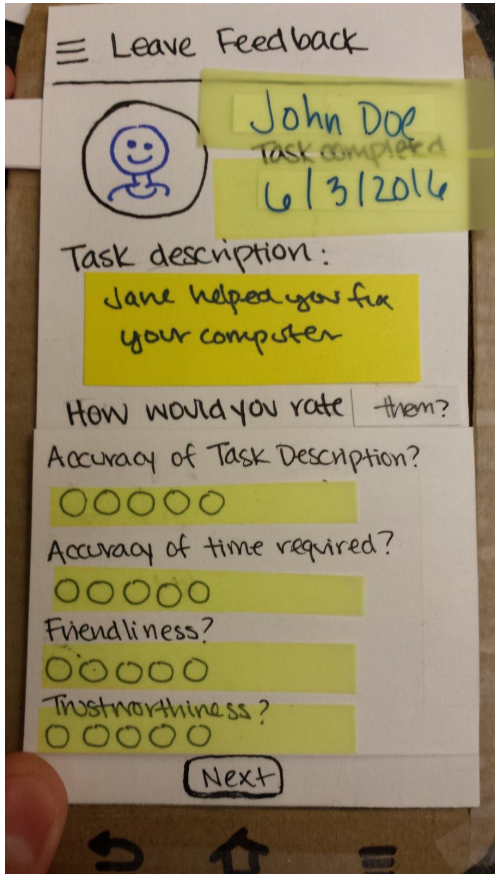 Leave Feedback
John Doe
Task completed
6/3/2016
Task description:
Jane helped you fix
your computer
How would you rate them?
Accuracy of Task Description?
Accuracy of time required?
Friendliness?
Trustworthiness?
Next